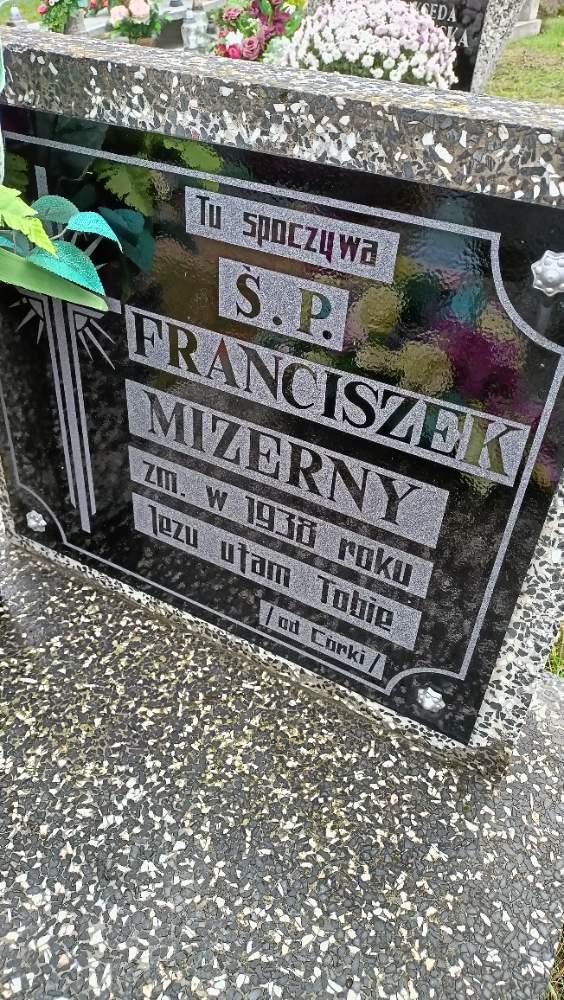 Tu spoczywa
Ś.P.
FRANCISZEK
MIZERNY
zm. w 1938 roku
Jezu ufam Tobie
/od Córki/